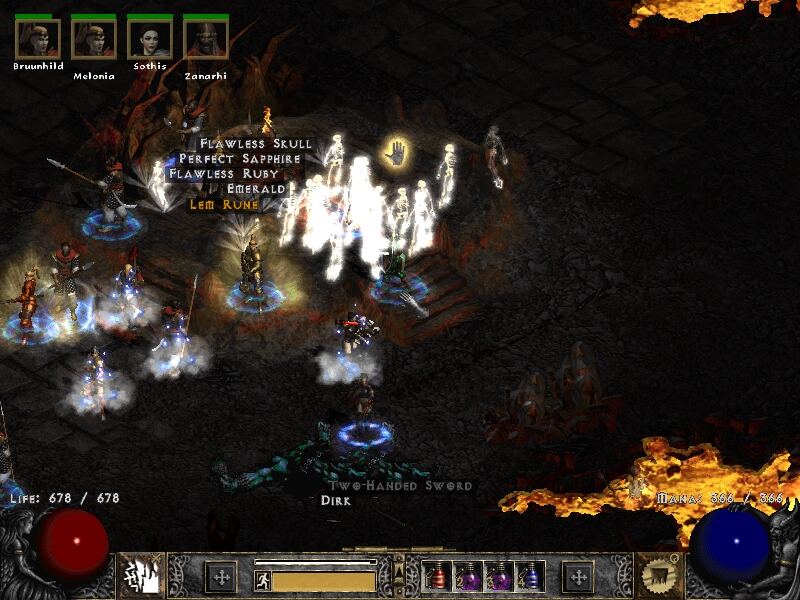 Bruunhild
Melonia
Sothis
Zanarhi
Flawless Skull
Perfect Sapphire
Flawless Ruby
Emerald
Lem Rune
Two-Handed Sword
Dirk
Life: 678 / 678
Mana: 366 / 366